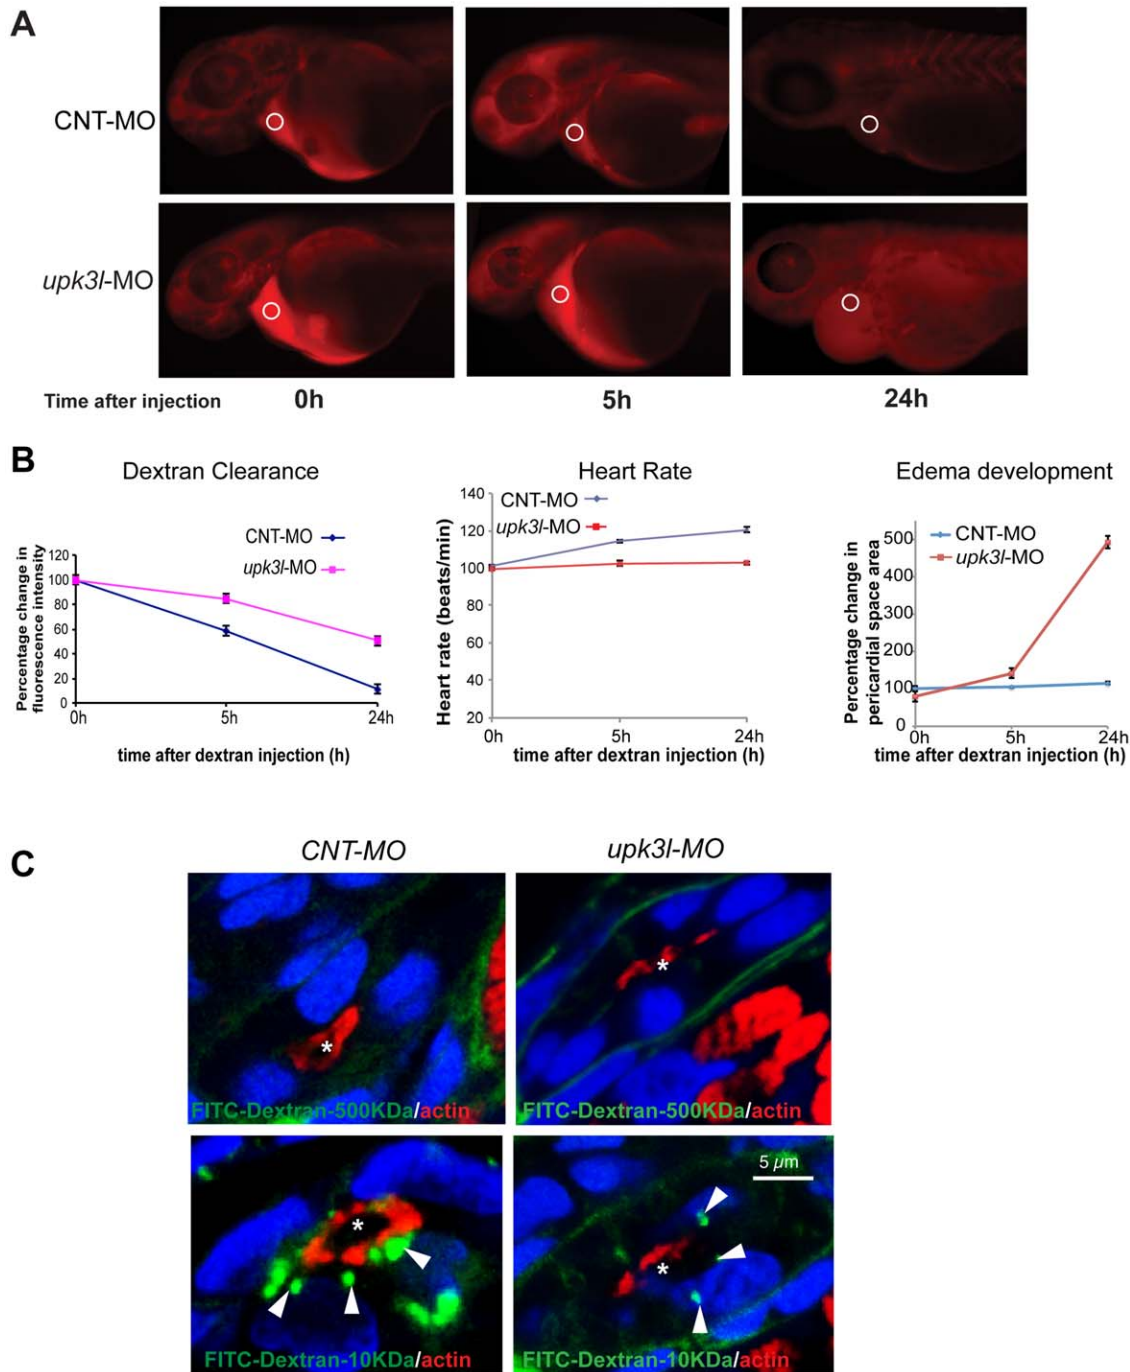 A
CNT-MO
upk3l-MO
Time after injection 0h 5h 24h
B
Dextran Clearance
CNT-MO
upk3l-MO
Percentage change in
fluorescence intensity
120
100
80
60
40
20
0
0h 5h 24h
time after dextran injection (h)
Heart Rate
CNT-MO
upk3l-MO
Heart rate (beats/min)
140
120
100
80
60
40
20
0h 5h 24h
time after dextran injection (h)
Edema development
CNT-MO
upk3l-MO
Percentage change in
pericardial space area
500
400
300
200
100
0
0h 5h 24h
time after dextran injection (h)
C
CNT-MO upk3l-MO
*
FITC-Dextran-500KDa/actin
*
FITC-Dextran-500KDa/actin
*
FITC-Dextran-10KDa/actin
5 µm
*
FITC-Dextran-10KDa/actin